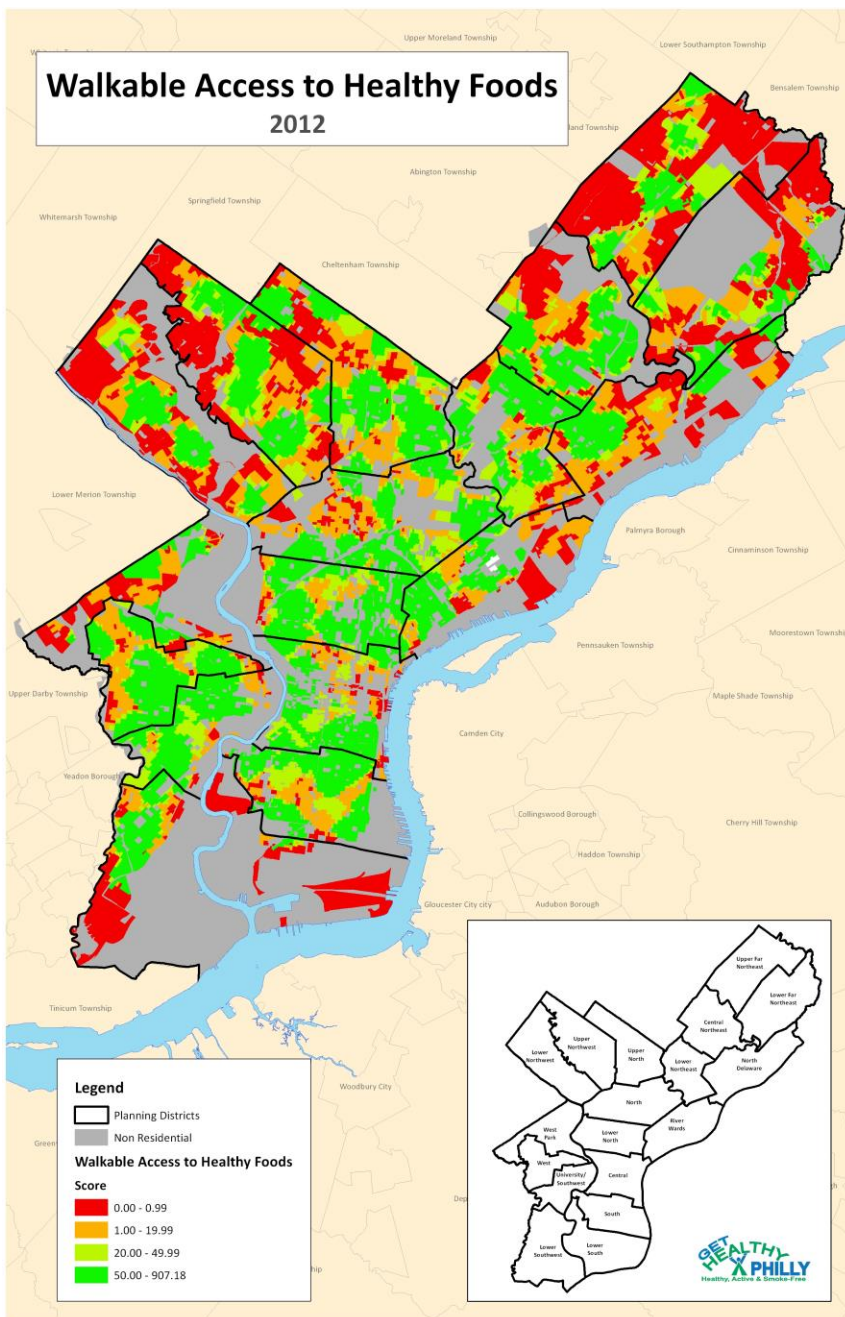 Upper Moreland Township
Lower Southampton Township
Walkable Access to Healthy Foods
2012
Bensalem Township
land Township
Abington Township
Springfield Township
Whitemarsh Township
Cheltenham Township
Lower Merion Township
Palmyra Borough
Cinnaminson Township
Moorestown Township
Pennsauken Township
Upper Darby Township
Maple Shade Township
Camden City
Yeadon Borough
Collingswood Borough
Cherry Hill Township
Haddon Township
Gloucester City city
Audubon Borough
Tinicum Township
Woodbury City
Legend
Planning Districts
Non Residential
Walkable Access to Healthy Foods
Score
0.00 - 0.99
1.00 - 19.99
20.00 - 49.99
50.00 - 907.18
Upper Far
Northeast
Lower Far
Northeast
Central
Northeast
Upper
Northwest
Lower
Northwest
Upper
North
Lower
Northeast
North
Delaware
North
River
Wards
West
Park
Lower
North
West
University/
Southwest
Central
South
Lower
Southwest
Lower
South
GET
HEALTHY
PHILLY
Healthy, Active & Smoke-Free